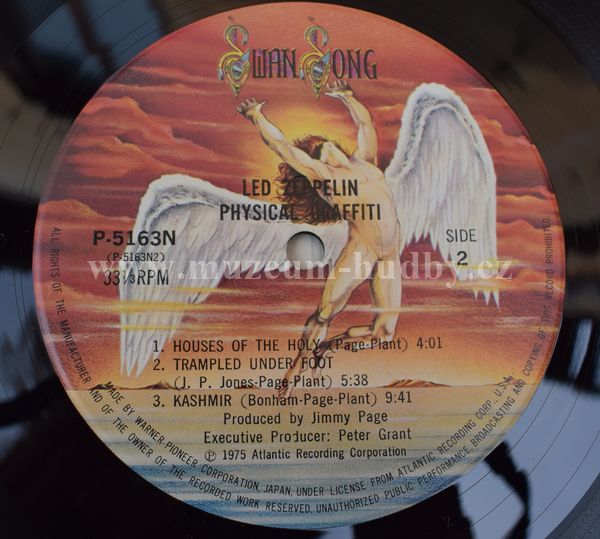 Swan Song
LED ZEPPELIN
PHYSICAL GRAFFITI
P-5163N
(P-5163N2)
33 1/3 RPM
SIDE
2
www.muzeum-hudby.cz
1. HOUSES OF THE HOLY (Page-Plant) 4:01
2. TRAMPLED UNDER FOOT
(J. P. Jones-Page-Plant) 5:38
3. KASHMIR (Bonham-Page-Plant) 9:41
Produced by Jimmy Page
Executive Producer: Peter Grant
Ⓟ 1975 Atlantic Recording Corporation
MADE BY WARNER-PIONEER CORPORATION, JAPAN, UNDER LICENSE FROM ATLANTIC RECORDING CORP., U.S.A.
ALL RIGHTS OF THE MANUFACTURER AND OF THE OWNER OF THE RECORDED WORK RESERVED. UNAUTHORIZED PUBLIC PERFORMANCE, BROADCASTING AND COPYING OF THIS RECORD PROHIBITED.